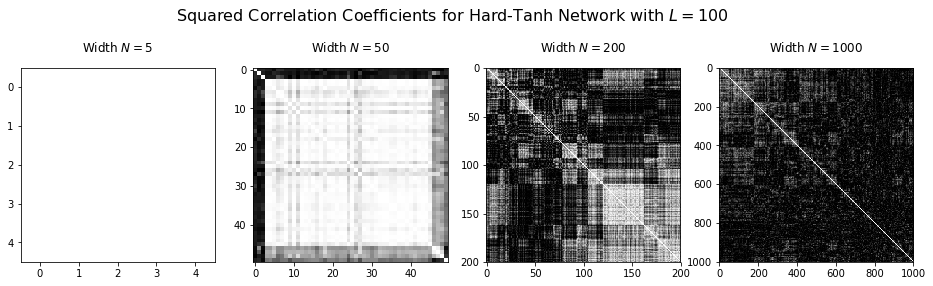 Squared Correlation Coefficients for Hard-Tanh Network with L = 100
Width N = 5
Width N = 50
Width N = 200
Width N = 1000
0
1
2
3
4
0 1 2 3 4
0
10
20
30
40
0 10 20 30 40
0
50
100
150
200
0 50 100 150 200
0
200
400
600
800
1000
0 200 400 600 800 1000